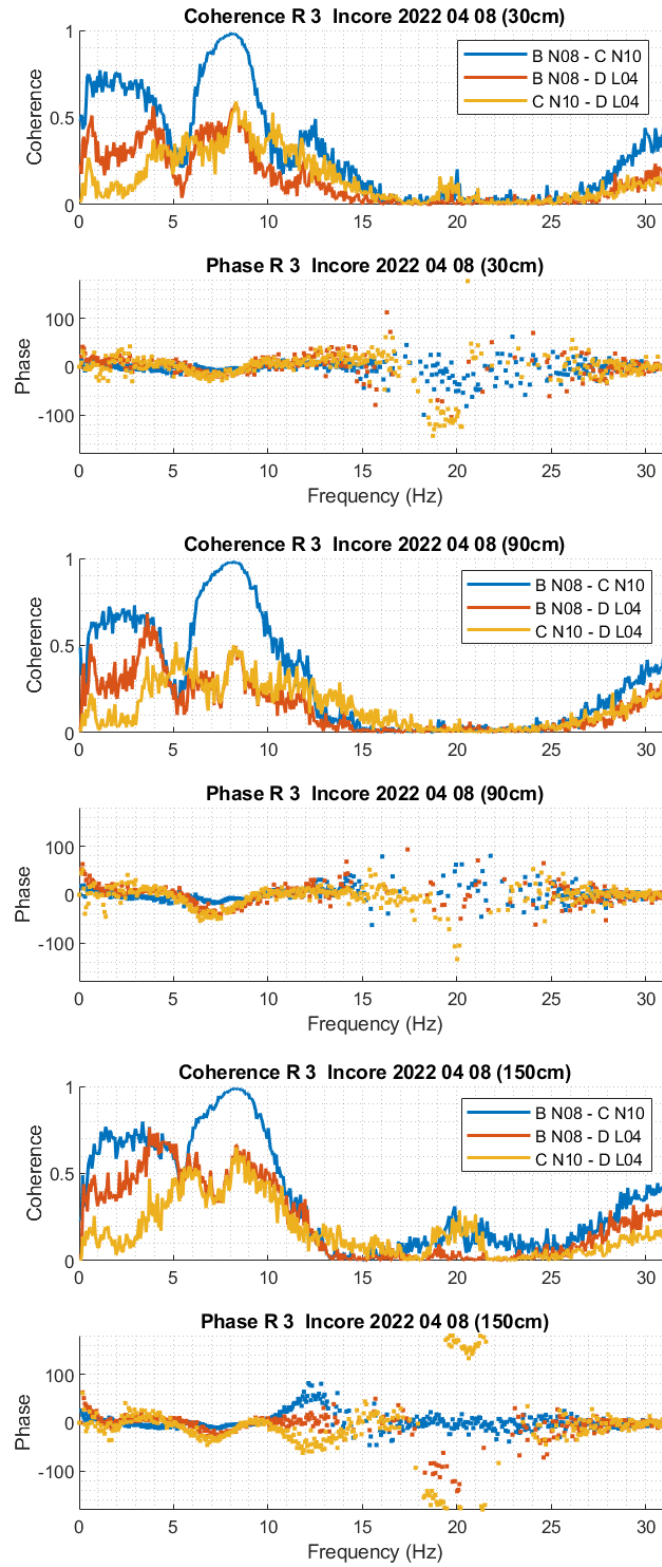 Coherence R 3 Incore 2022 04 08 (30cm)
1
0.5
0
Coherence
B N08 - C N10
B N08 - D L04
C N10 - D L04
0 5 10 15 20 25 30
Phase R 3 Incore 2022 04 08 (30cm)
100
0
-100
Phase
0 5 10 15 20 25 30
Frequency (Hz)
Coherence R 3 Incore 2022 04 08 (90cm)
1
0.5
0
Coherence
B N08 - C N10
B N08 - D L04
C N10 - D L04
0 5 10 15 20 25 30
Phase R 3 Incore 2022 04 08 (90cm)
100
0
-100
Phase
0 5 10 15 20 25 30
Frequency (Hz)
Coherence R 3 Incore 2022 04 08 (150cm)
1
0.5
0
Coherence
B N08 - C N10
B N08 - D L04
C N10 - D L04
0 5 10 15 20 25 30
Phase R 3 Incore 2022 04 08 (150cm)
100
0
-100
Phase
0 5 10 15 20 25 30
Frequency (Hz)